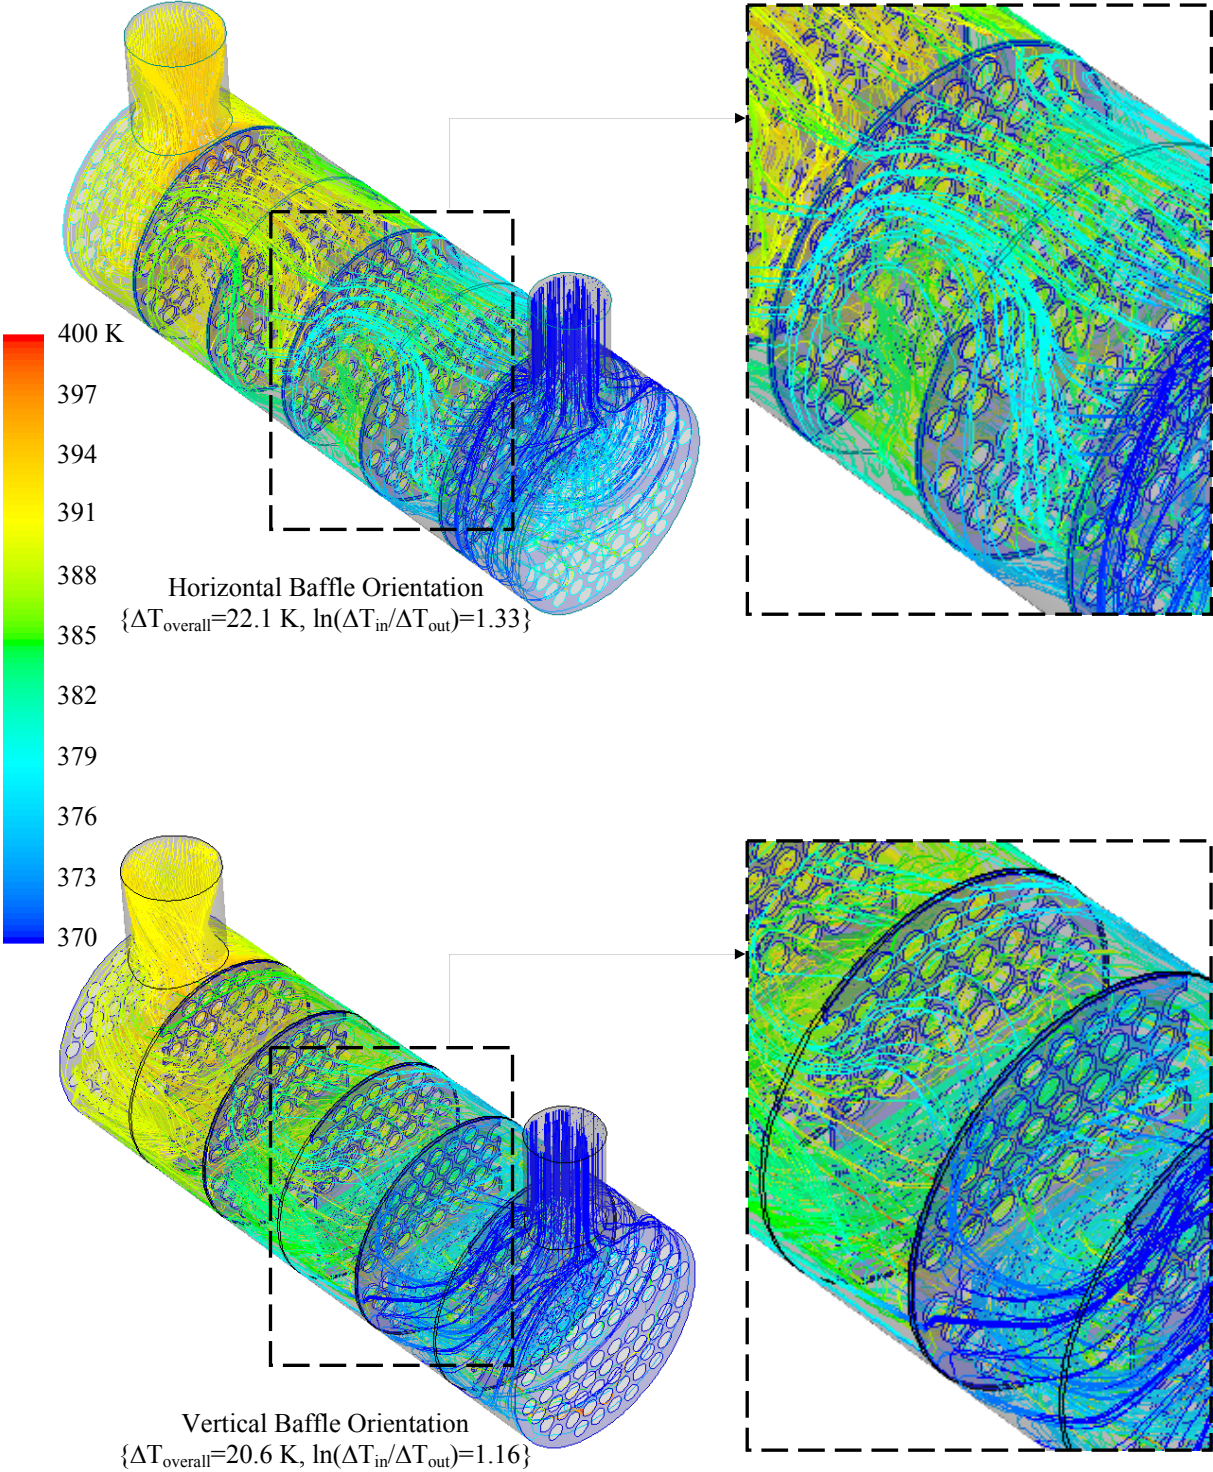 400 K
397
394
391
388
385
382
379
376
373
370
Horizontal Baffle Orientation
{ΔToverall=22.1 K, ln(ΔTin/ΔTout)=1.33}
Vertical Baffle Orientation
{ΔToverall=20.6 K, ln(ΔTin/ΔTout)=1.16}